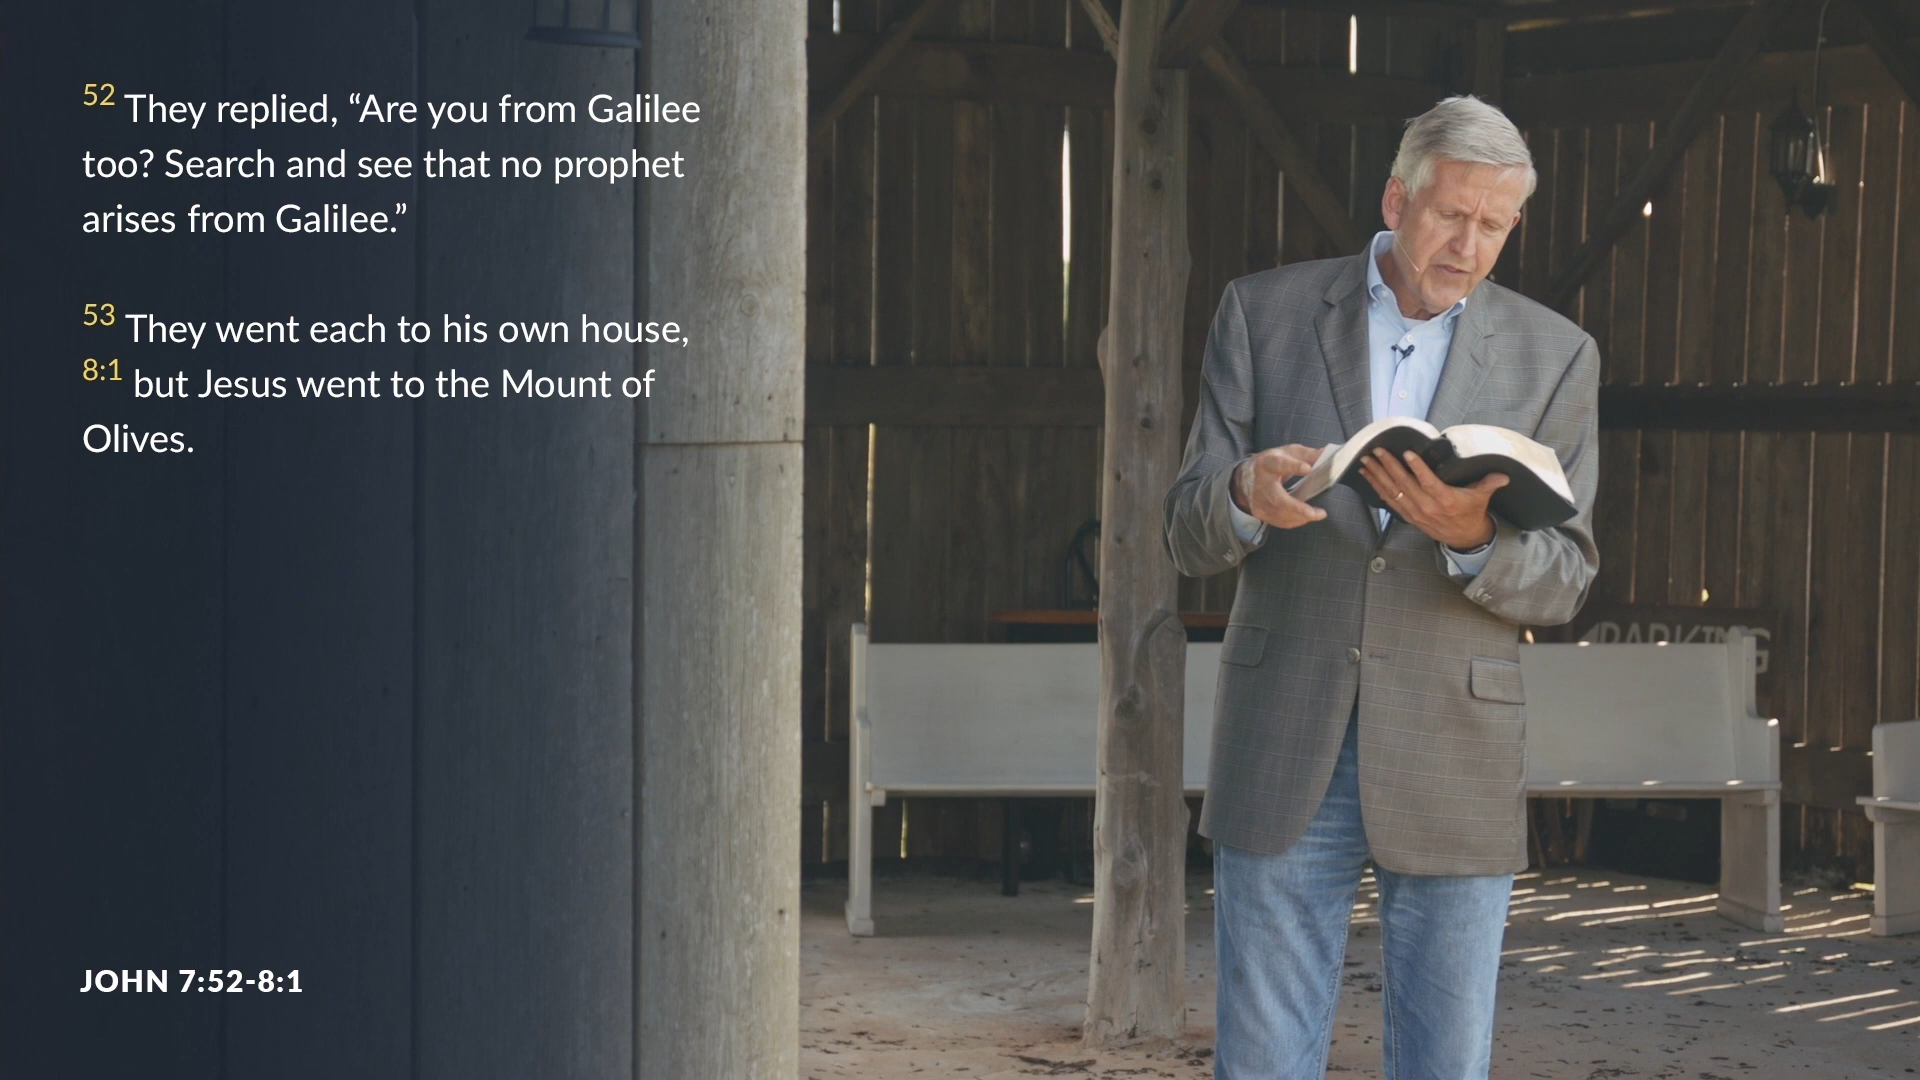 52 They replied, “Are you from Galilee
too? Search and see that no prophet
arises from Galilee.”
53 They went each to his own house,
8:1 but Jesus went to the Mount of
Olives.
JOHN 7:52-8:1
PARKING